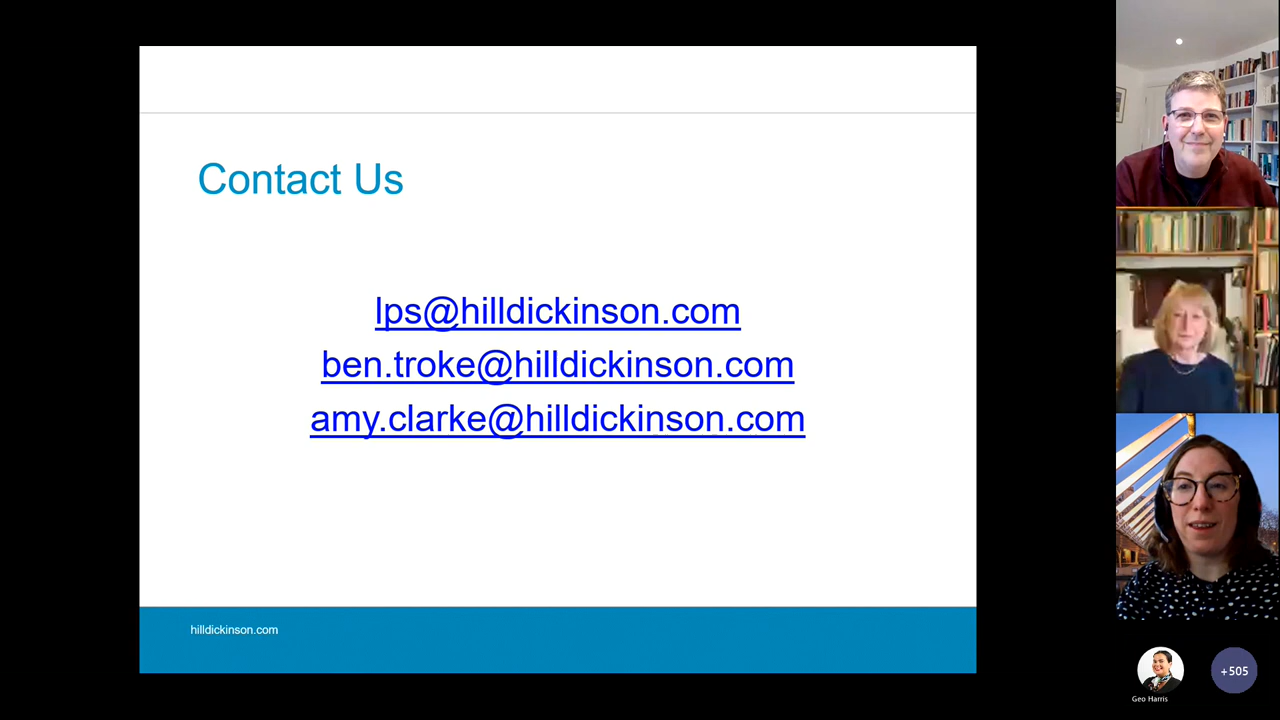 Contact Us
lps@hilldickinson.com
ben.troke@hilldickinson.com
amy.clarke@hilldickinson.com
hilldickinson.com
Geo Harris
+505